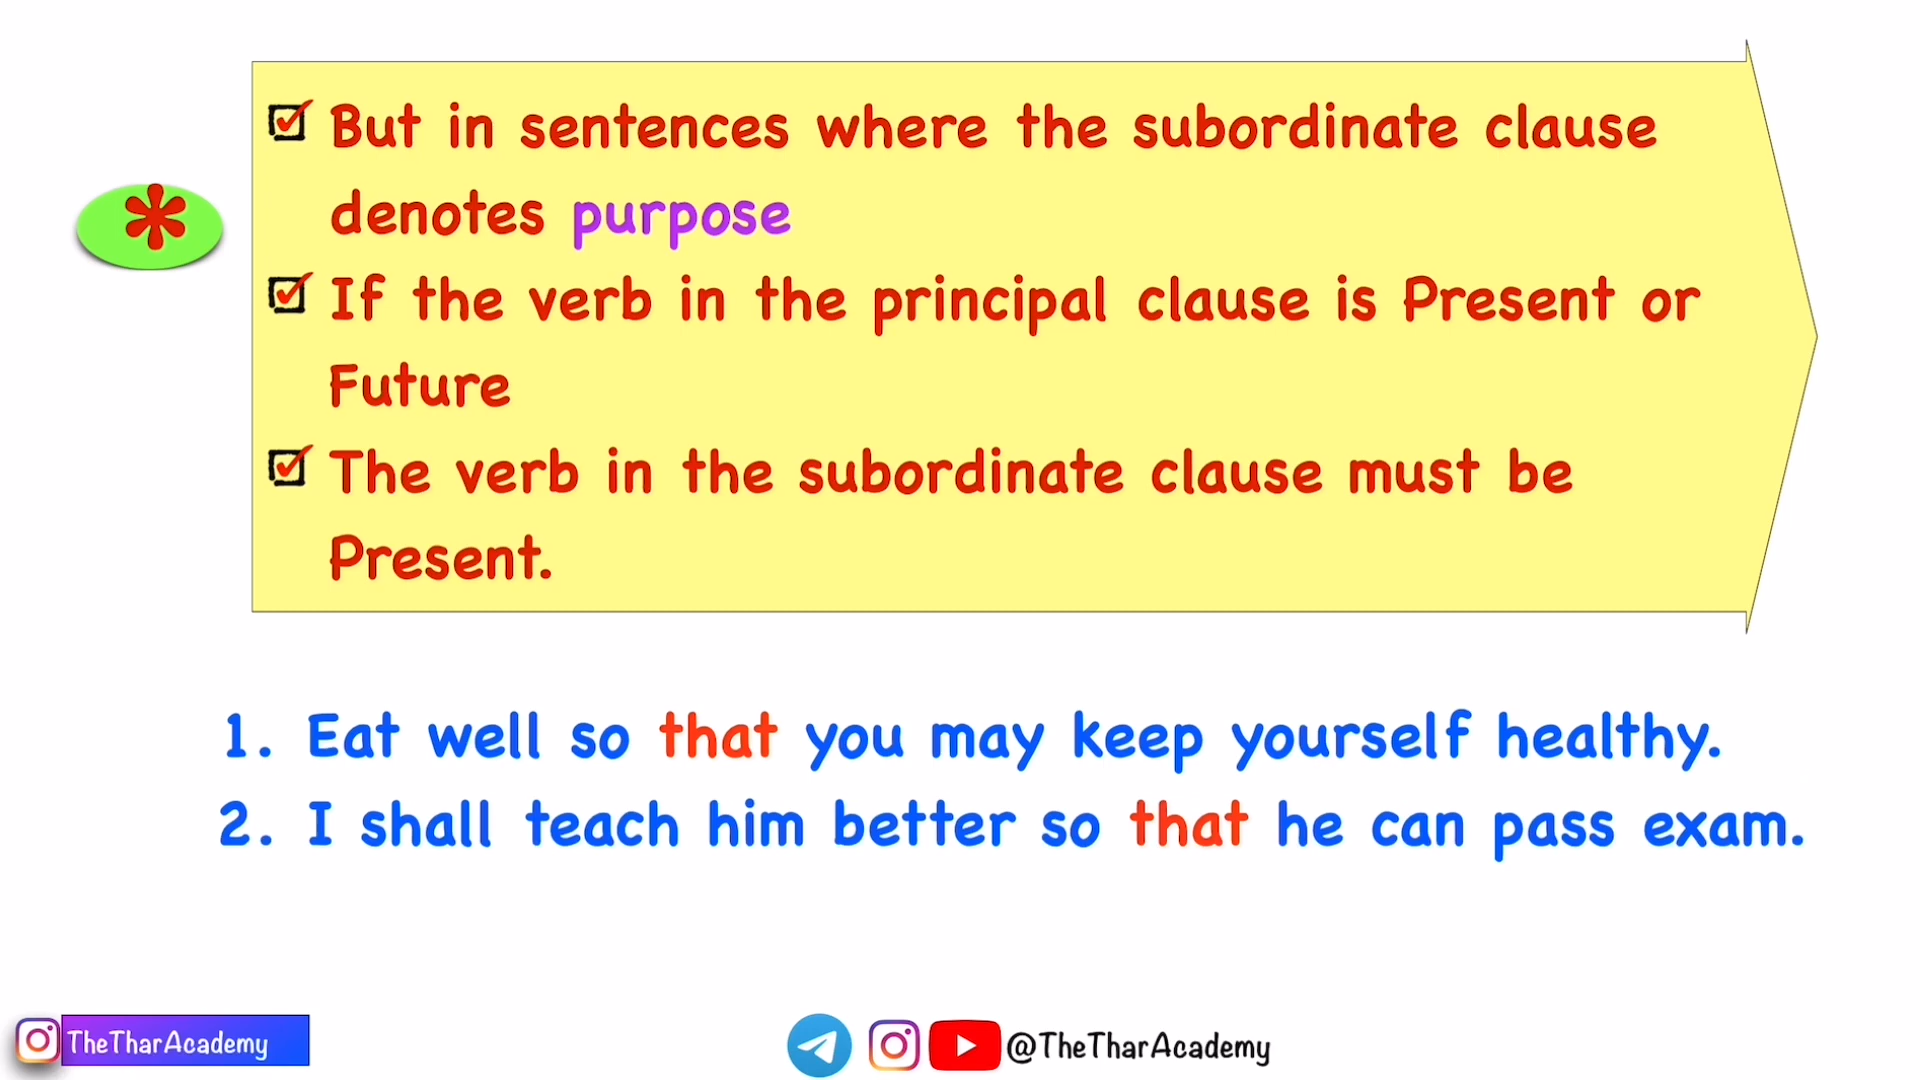 *
But in sentences where the subordinate clause
denotes purpose
If the verb in the principal clause is Present or
Future
The verb in the subordinate clause must be
Present.
1. Eat well so that you may keep yourself healthy.
2. I shall teach him better so that he can pass exam.
TheTharAcademy
@TheTharAcademy